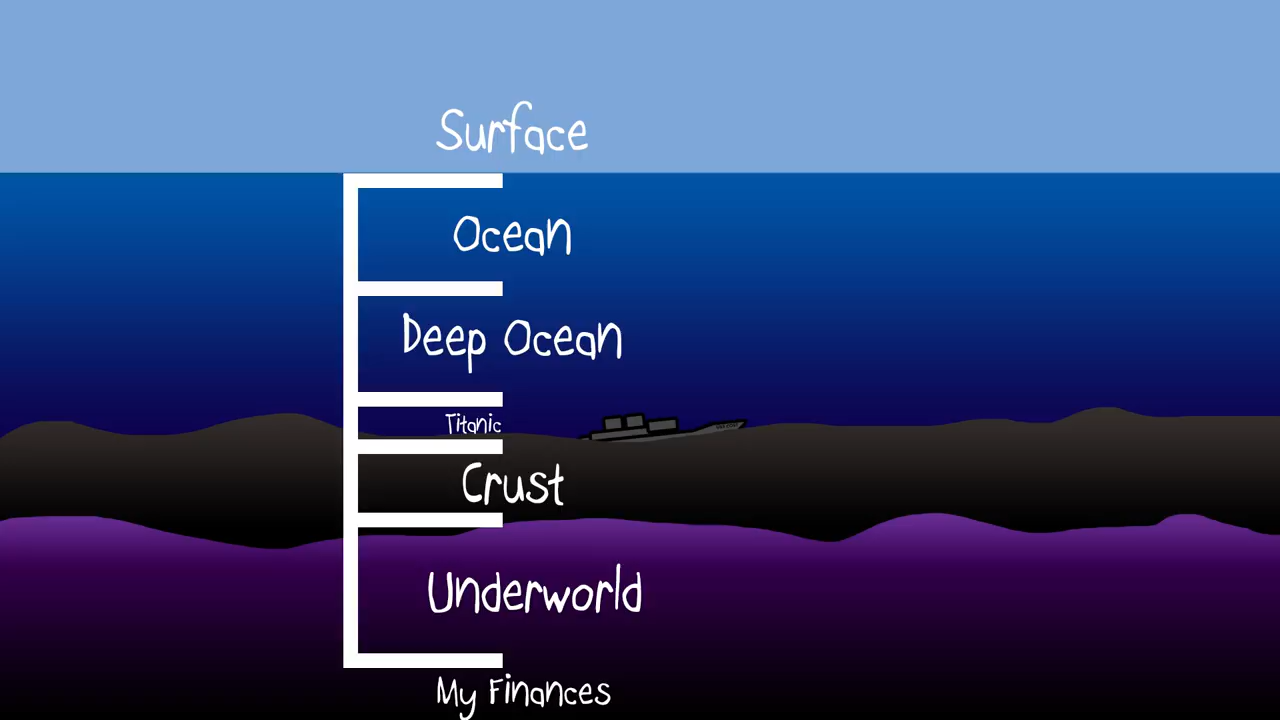 Surface
Ocean
Deep Ocean
Titanic
Crust
Underworld
My Finances